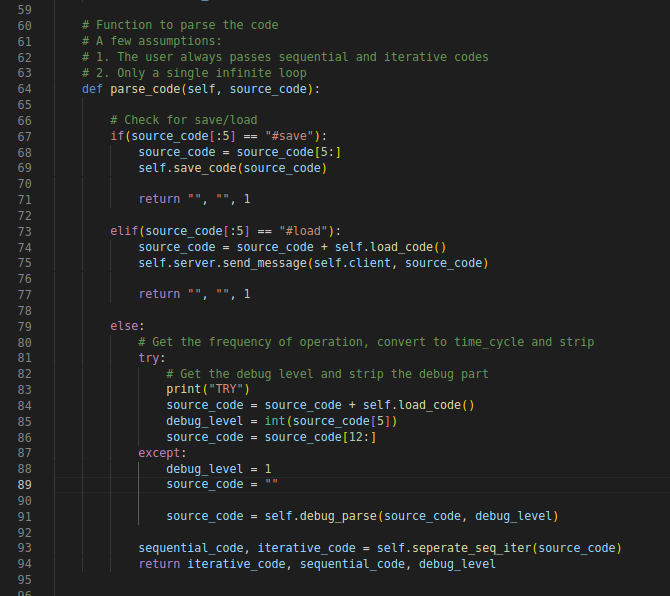 59
60 # Function to parse the code
61 # A few assumptions:
62 # 1. The user always passes sequential and iterative codes
63 # 2. Only a single infinite loop
64 def parse_code(self, source_code):
65
66 # Check for save/load
67 if(source_code[:5] == "#save"):
68 source_code = source_code[5:]
69 self.save_code(source_code)
70
71 return "", "", 1
72
73 elif(source_code[:5] == "#load"):
74 source_code = source_code + self.load_code()
75 self.server.send_message(self.client, source_code)
76
77 return "", "", 1
78
79 else:
80 # Get the frequency of operation, convert to time_cycle and strip
81 try:
82 # Get the debug level and strip the debug part
83 print("TRY")
84 source_code = source_code + self.load_code()
85 debug_level = int(source_code[5])
86 source_code = source_code[12:]
87 except:
88 debug_level = 1
89 source_code = ""
90
91 source_code = self.debug_parse(source_code, debug_level)
92
93 sequential_code, iterative_code = self.seperate_seq_iter(source_code)
94 return iterative_code, sequential_code, debug_level
95
96